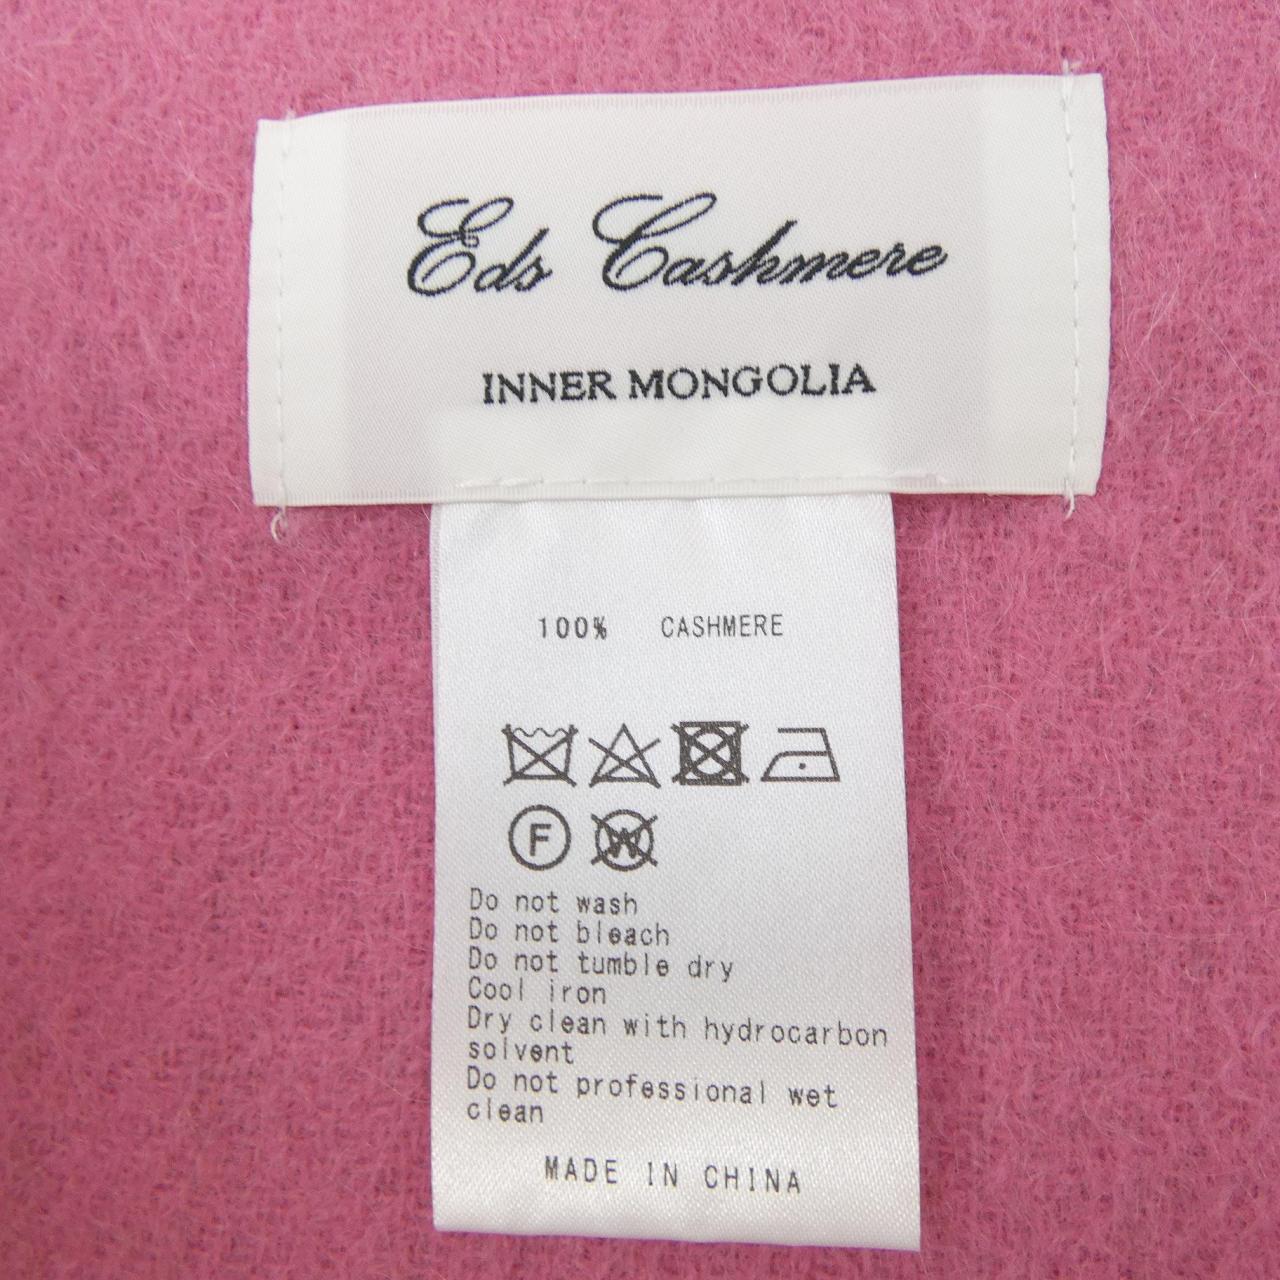 Eds Cashmere
INNER MONGOLIA
100% CASHMERE
F W
Do not wash
Do not bleach
Do not tumble dry
Cool iron
Dry clean with hydrocarbon
solvent
Do not professional wet
clean
MADE IN CHINA